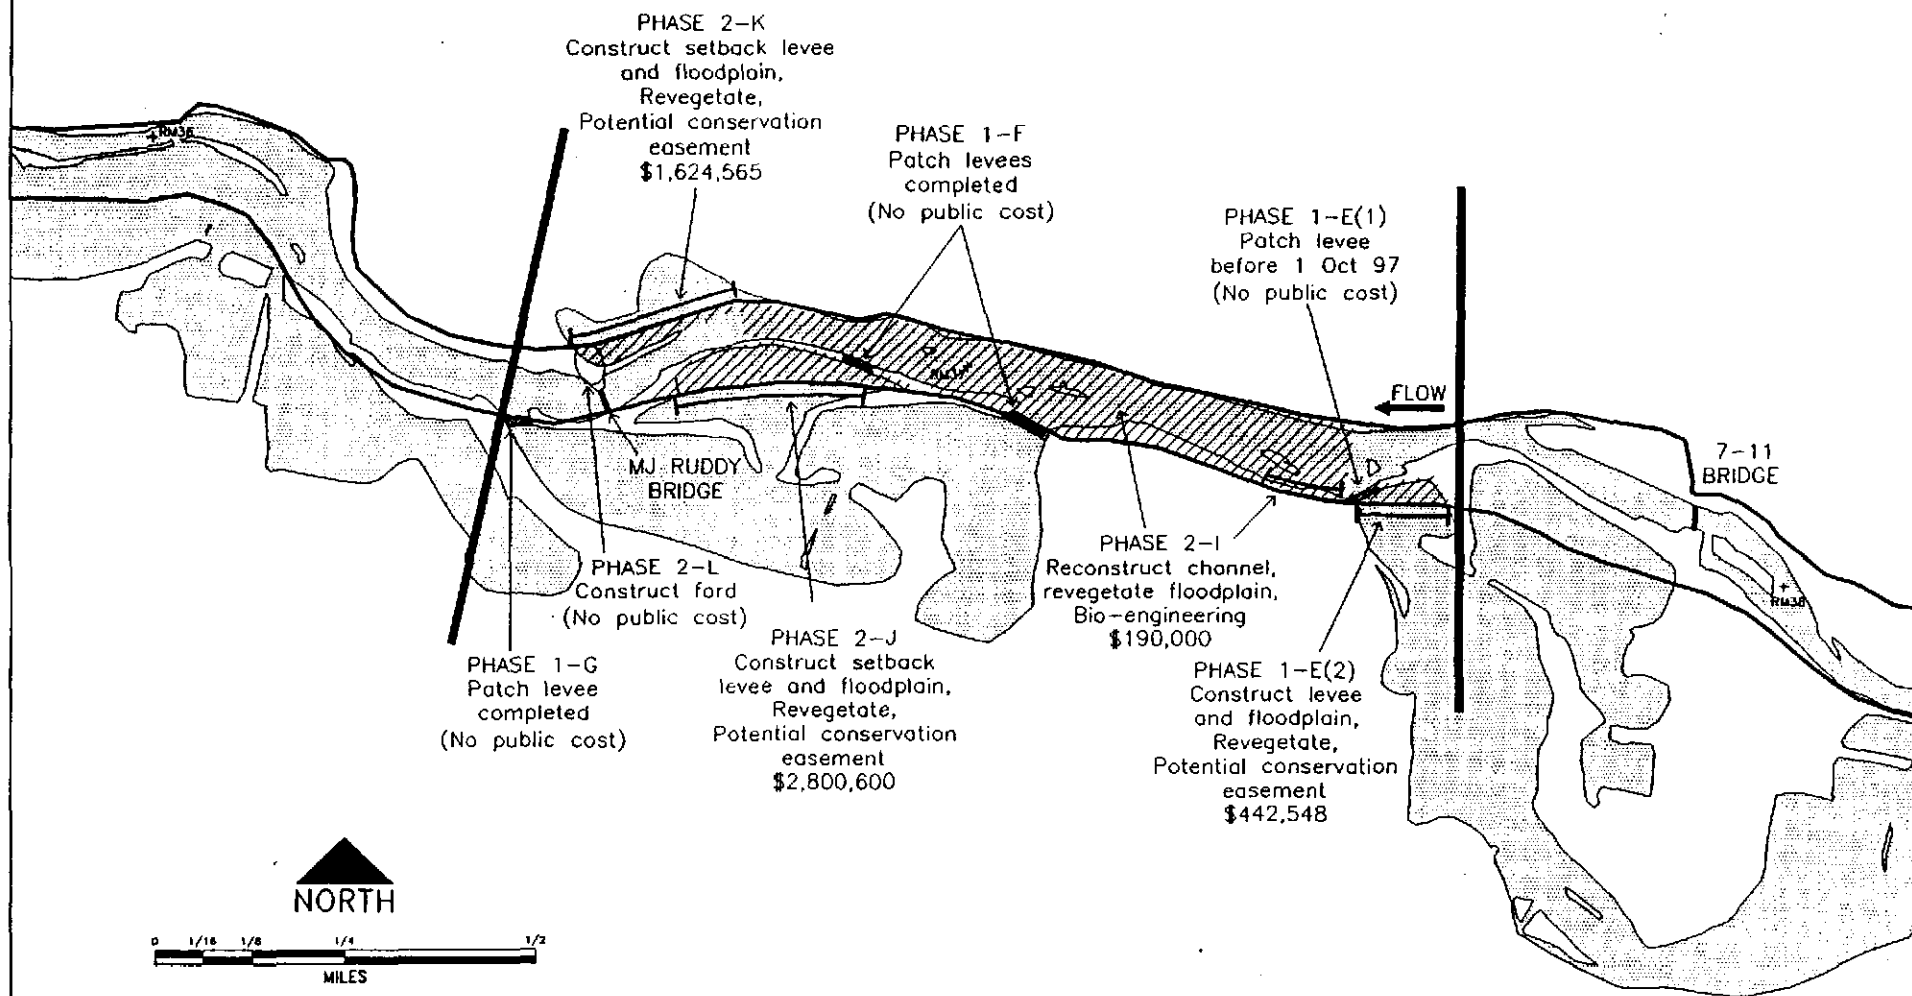 PHASE 2-K
Construct setback levee
and floodplain,
Revegetate,
Potential conservation
easement
$1,624,565
PHASE 1-F
Patch levees
completed
(No public cost)
PHASE 1-E(1)
Patch levee
before 1 Oct 97
(No public cost)
FLOW
7-11
BRIDGE
MJ RUDDY
BRIDGE
PHASE 2-L
Construct ford
(No public cost)
PHASE 1-G
Patch levee
completed
(No public cost)
PHASE 2-J
Construct setback
levee and floodplain,
Revegetate,
Potential conservation
easement
$2,800,600
PHASE 2-I
Reconstruct channel,
revegetate floodplain,
Bio-engineering
$190,000
PHASE 1-E(2)
Construct levee
and floodplain,
Revegetate,
Potential conservation
easement
$442,548
RM36
RM38
NORTH
0 1/16 1/8 1/4 1/2
MILES